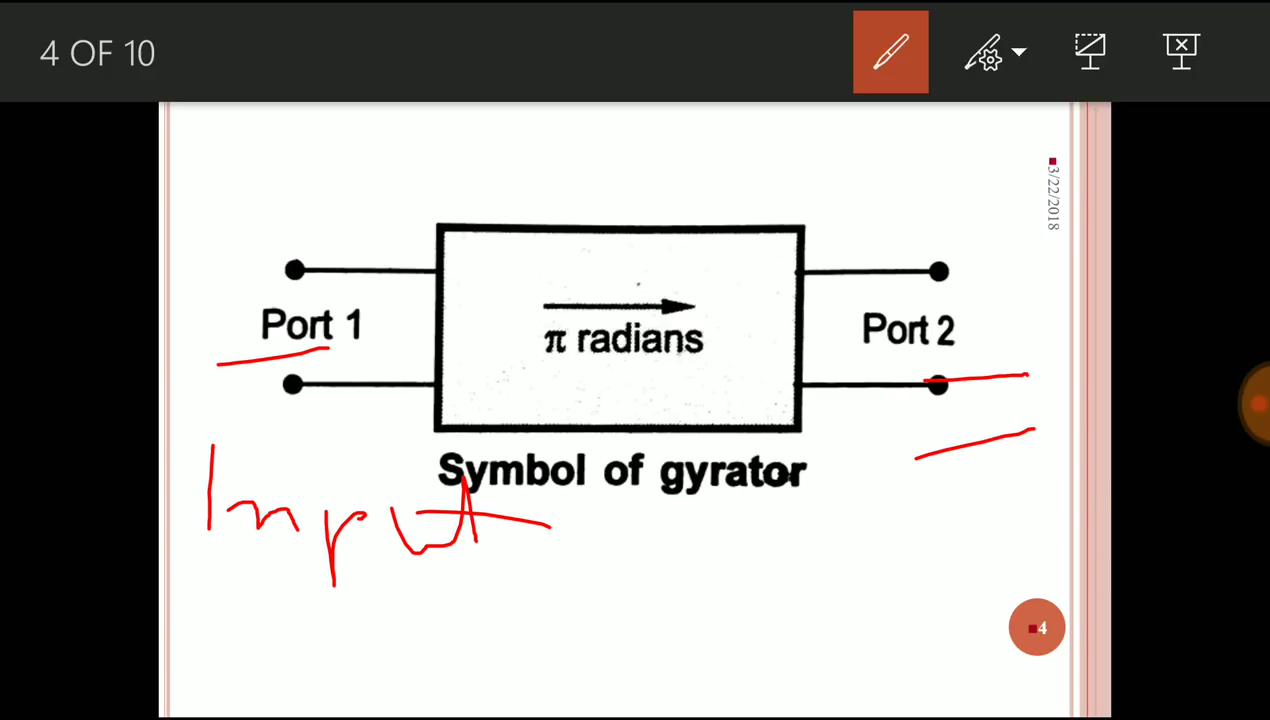 4 OF 10
3/22/2018
Port 1
π radians
Port 2
Symbol of gyrator
Input
4